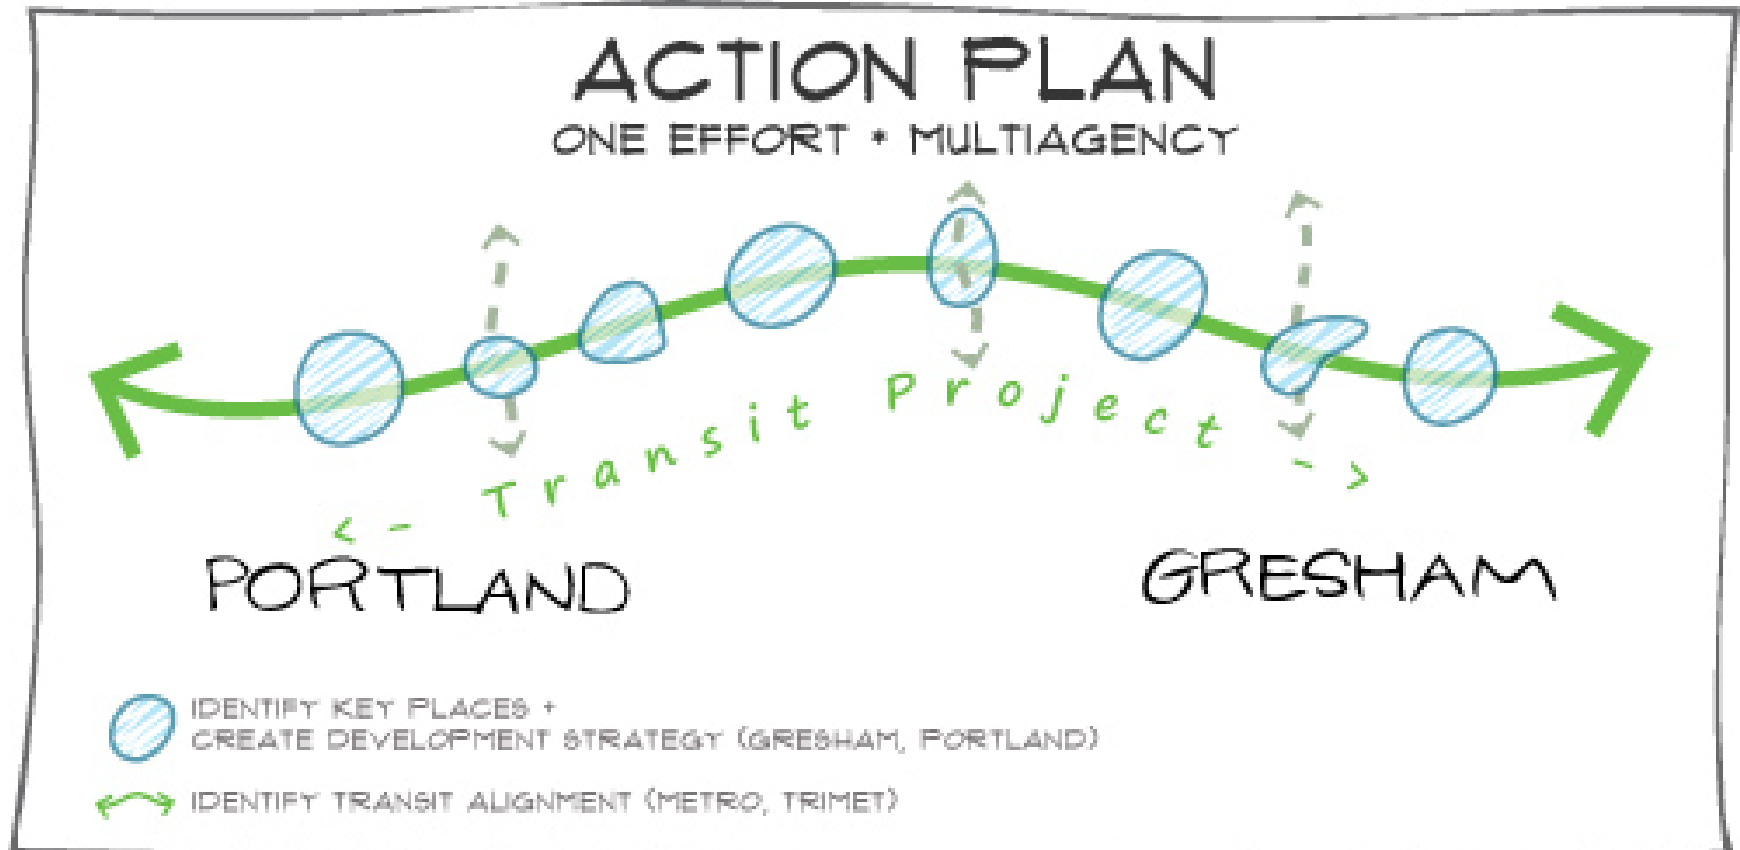 ACTION PLAN
ONE EFFORT + MULTIAGENCY
<- Transit Project ->
PORTLAND
GRESHAM
IDENTIFY KEY PLACES +
CREATE DEVELOPMENT STRATEGY (GRESHAM, PORTLAND)
IDENTIFY TRANSIT ALIGNMENT (METRO, TRIMET)